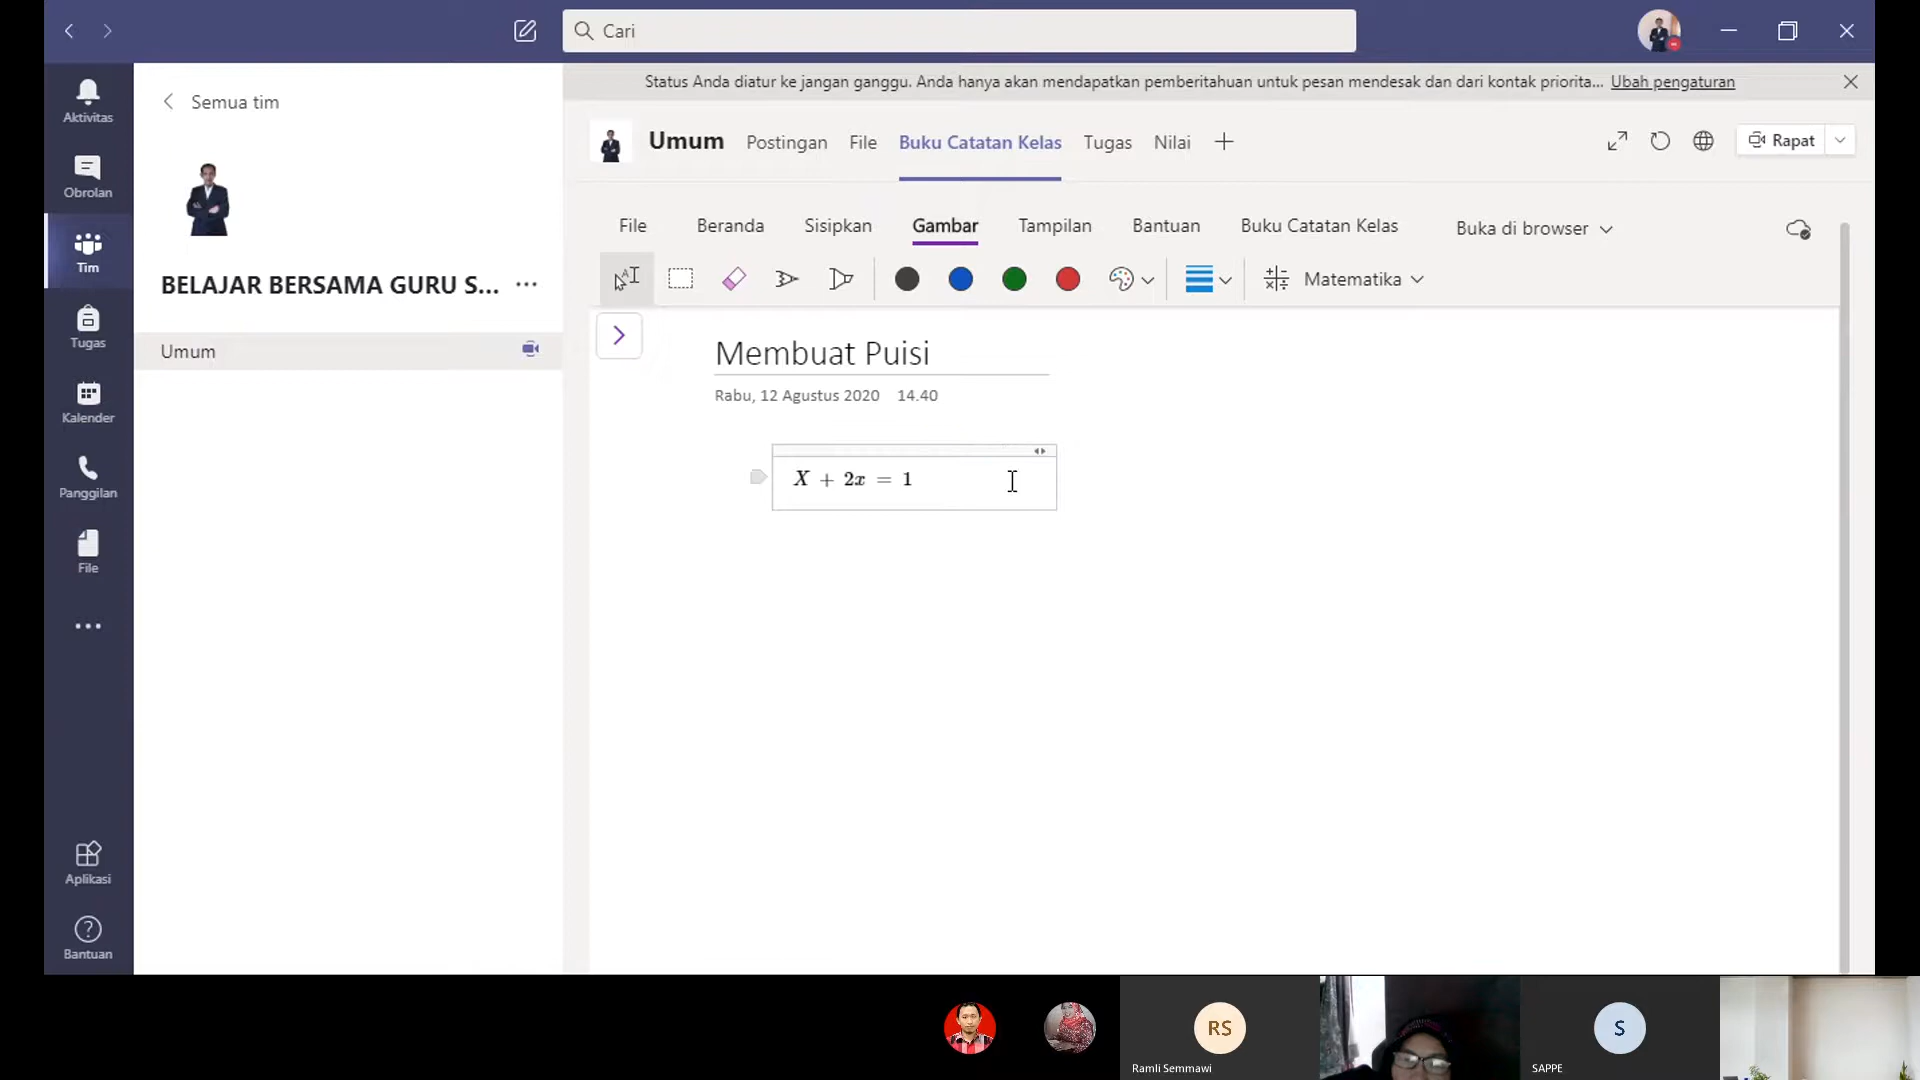 Cari
Status Anda diatur ke jangan ganggu. Anda hanya akan mendapatkan pemberitahuan untuk pesan mendesak dan dari kontak priorita... Ubah pengaturan
Aktivitas
Obrolan
Tim
Tugas
Kalender
Panggilan
File
Aplikasi
Bantuan
Semua tim
BELAJAR BERSAMA GURU S...
Umum
Umum Postingan File Buku Catatan Kelas Tugas Nilai Rapat
File Beranda Sisipkan Gambar Tampilan Bantuan Buku Catatan Kelas Buka di browser
Matematika
Membuat Puisi
Rabu, 12 Agustus 2020 14.40
X + 2x = 1
RS
Ramli Semmawi
S
SAPPE